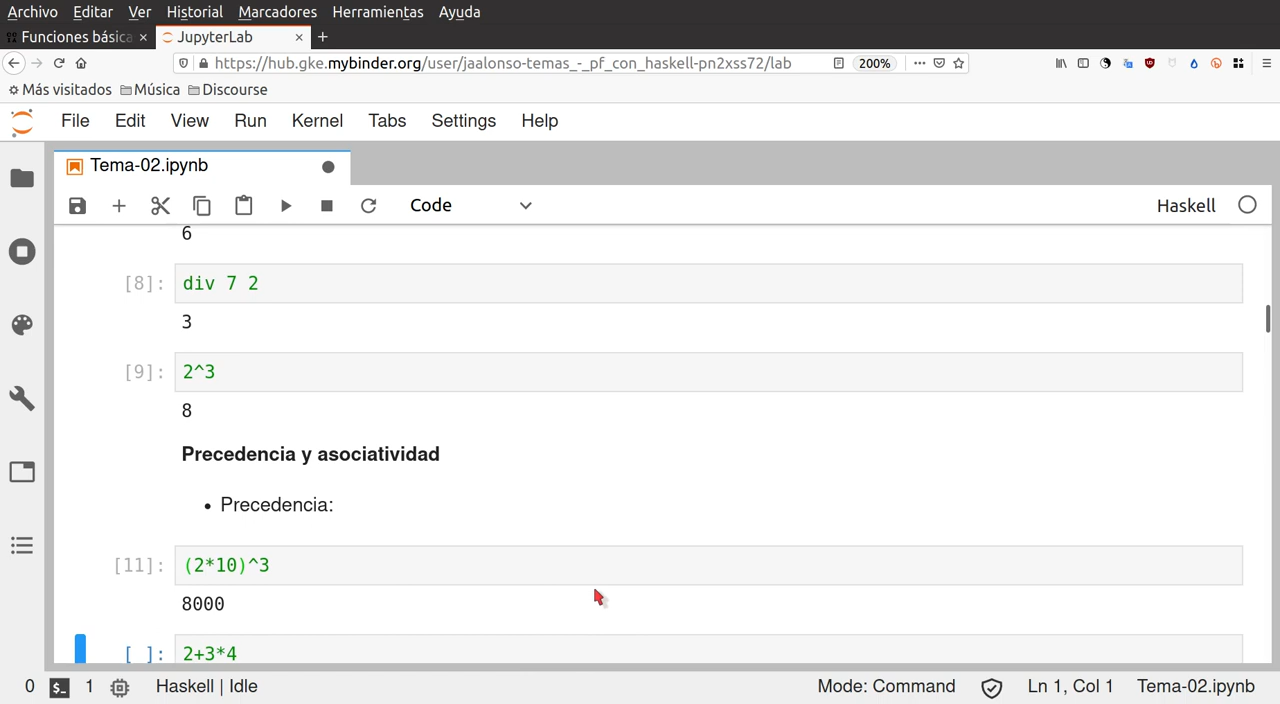 Archivo Editar Ver Historial Marcadores Herramientas Ayuda
Funciones básica × JupyterLab × +
https://hub.gke.mybinder.org/user/jaalonso-temas_-_pf_con_haskell-pn2xss72/lab 200%
Más visitados Música Discourse
File Edit View Run Kernel Tabs Settings Help
Tema-02.ipynb
Code Haskell
6
[8]: div 7 2
3
[9]: 2^3
8
Precedencia y asociatividad
• Precedencia:
[11]: (2*10)^3
8000
[ ]: 2+3*4
0 $_ 1 Haskell | Idle Mode: Command Ln 1, Col 1 Tema-02.ipynb